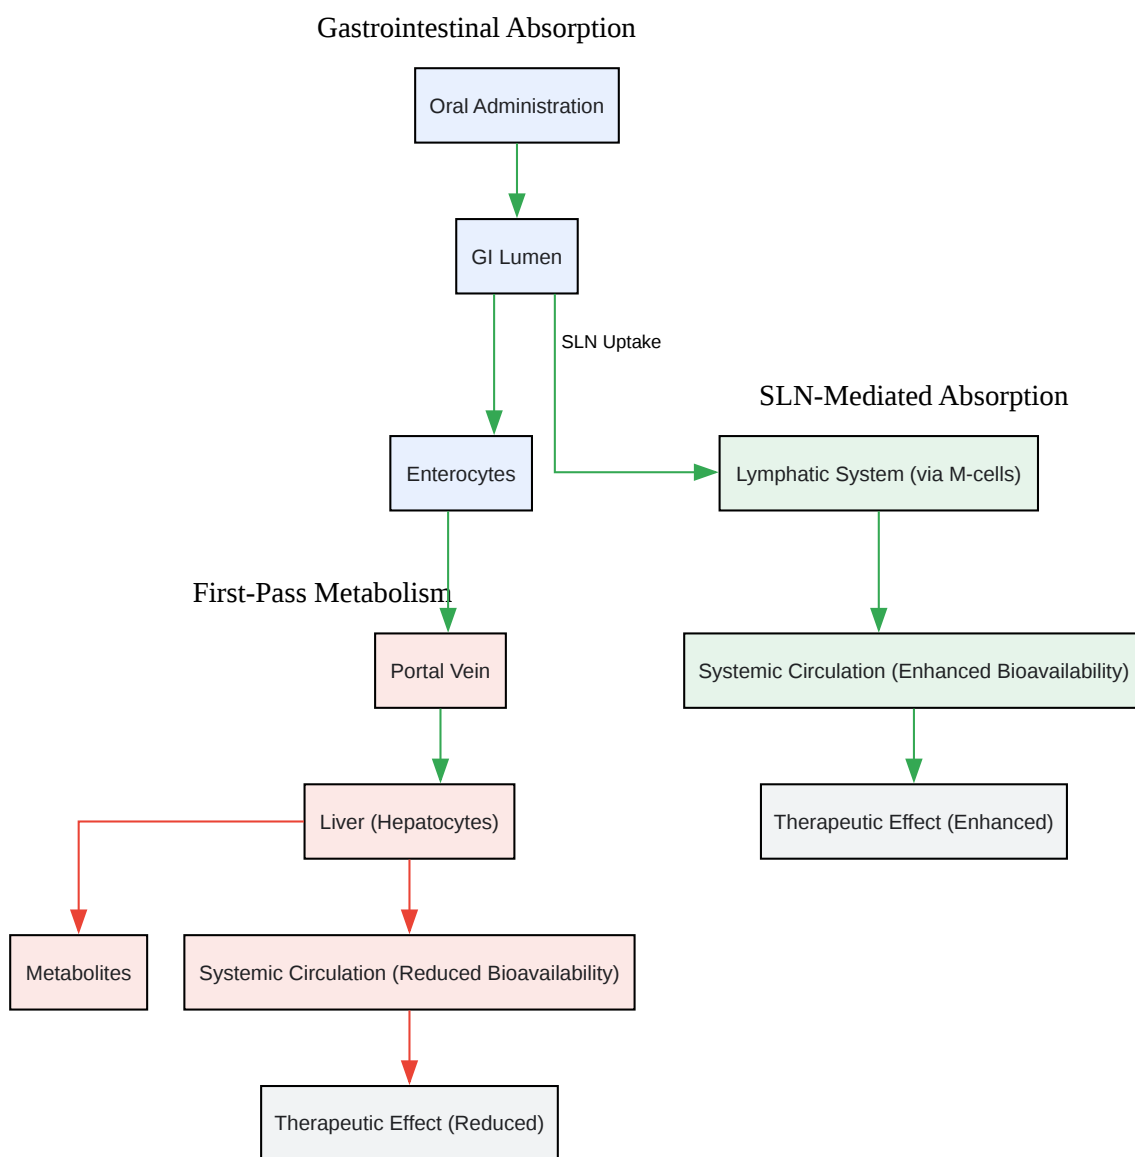 Gastrointestinal Absorption
Oral Administration
GI Lumen
SLN Uptake
SLN-Mediated Absorption
Enterocytes
Lymphatic System (via M-cells)
First-Pass Metabolism
Portal Vein
Systemic Circulation (Enhanced Bioavailability)
Liver (Hepatocytes)
Therapeutic Effect (Enhanced)
Metabolites
Systemic Circulation (Reduced Bioavailability)
Therapeutic Effect (Reduced)